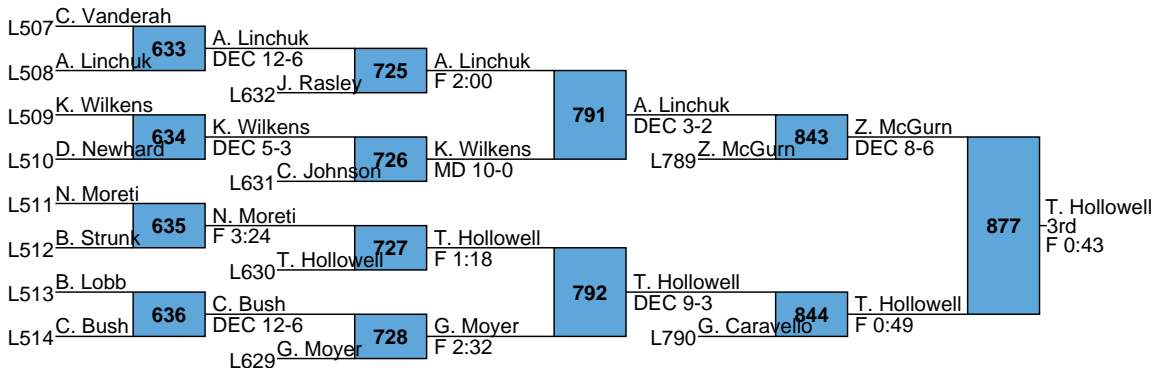 L507 C. Vanderah
633
L508 A. Linchuk
A. Linchuk
DEC 12-6
L632 J. Rasley
725
A. Linchuk
F 2:00
L509 K. Wilkens
634
L510 D. Newhard
K. Wilkens
DEC 5-3
L631 C. Johnson
726
K. Wilkens
MD 10-0
791
A. Linchuk
DEC 3-2
L789 Z. McGurn
843
Z. McGurn
DEC 8-6
L511 N. Moreti
635
L512 B. Strunk
N. Moreti
F 3:24
L630 T. Hollowell
727
T. Hollowell
F 1:18
L513 B. Lobb
636
L514 C. Bush
C. Bush
DEC 12-6
L629 G. Moyer
728
G. Moyer
F 2:32
792
T. Hollowell
DEC 9-3
L790 G. Caravello
844
T. Hollowell
F 0:49
877
T. Hollowell
3rd
F 0:43